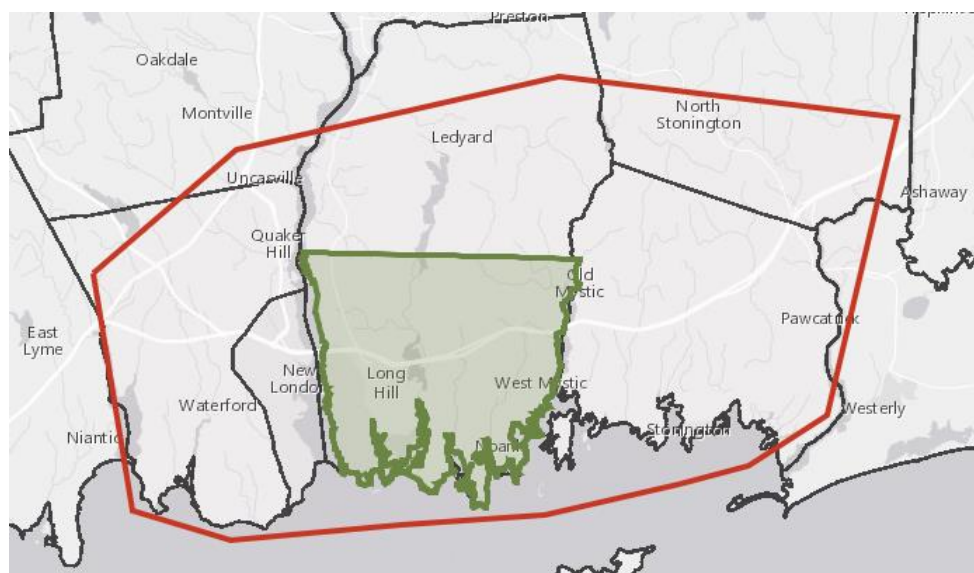 Preston
Oakdale
Montville
North
Stonington
Ledyard
Uncasville
Ashaway
Quaker
Hill
Old
Mystic
Pawcatuck
East
Lyme
New
London
Long
Hill
West Mystic
Waterford
Westerly
Niantic
Stonington
Noank